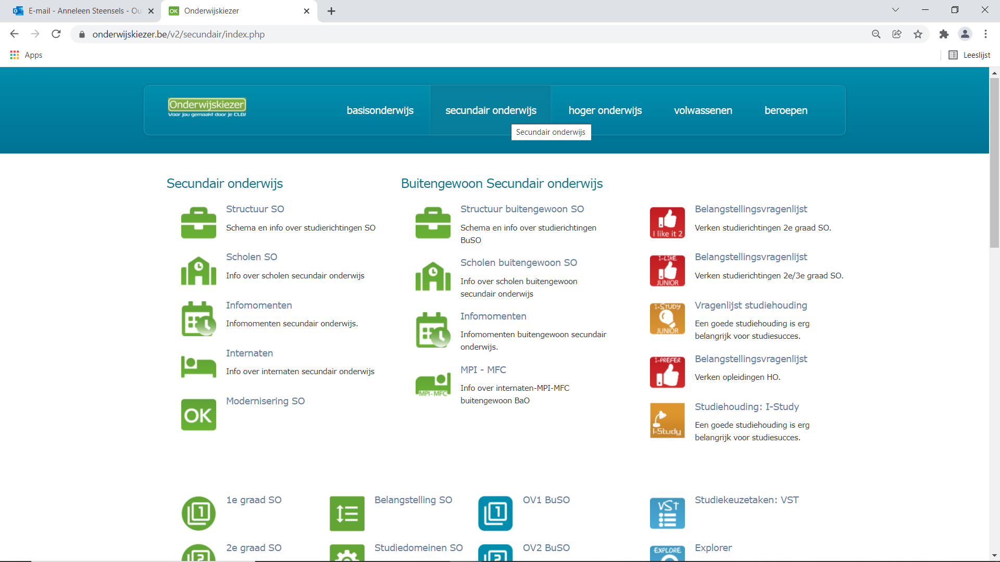 E-mail - Anneleen Steensels - Ou
Onderwijskiezer
onderwijskiezer.be/v2/secundair/index.php
Apps
Leeslijst
Onderwijskiezer
Voor jou gemaakt door je CLB!
basisonderwijs
secundair onderwijs
hoger onderwijs
volwassenen
beroepen
Secundair onderwijs
Secundair onderwijs
Structuur SO
Schema en info over studierichtingen SO
Scholen SO
Info over scholen secundair onderwijs
Infomomenten
Infomomenten secundair onderwijs.
Internaten
Info over internaten secundair onderwijs
OK
Modernisering SO
Buitengewoon Secundair onderwijs
Structuur buitengewoon SO
Schema en info over studierichtingen
BuSO
Scholen buitengewoon SO
Info over scholen buitengewoon
secundair onderwijs
Infomomenten
Infomomenten buitengewoon secundair
onderwijs.
MPI - MFC
MPI-MFC
Info over internaten-MPI-MFC
buitengewoon BaO
I like it 2
Belangstellingsvragenlijst
Verken studierichtingen 2e graad SO.
I-LIKE
JUNIOR
Belangstellingsvragenlijst
Verken studierichtingen 2e/3e graad SO.
I-STUDY
JUNIOR
Vragenlijst studiehouding
Een goede studiehouding is erg
belangrijk voor studiesucces.
I-PREFER
Belangstellingsvragenlijst
Verken opleidingen HO.
I-Study
Studiehouding: I-Study
Een goede studiehouding is erg
belangrijk voor studiesucces.
1
1e graad SO
Belangstelling SO
1
OV1 BuSO
VST
Studiekeuzetaken: VST
2
2e graad SO
Studiedomeinen SO
2
OV2 BuSO
EXPLORE
Explorer